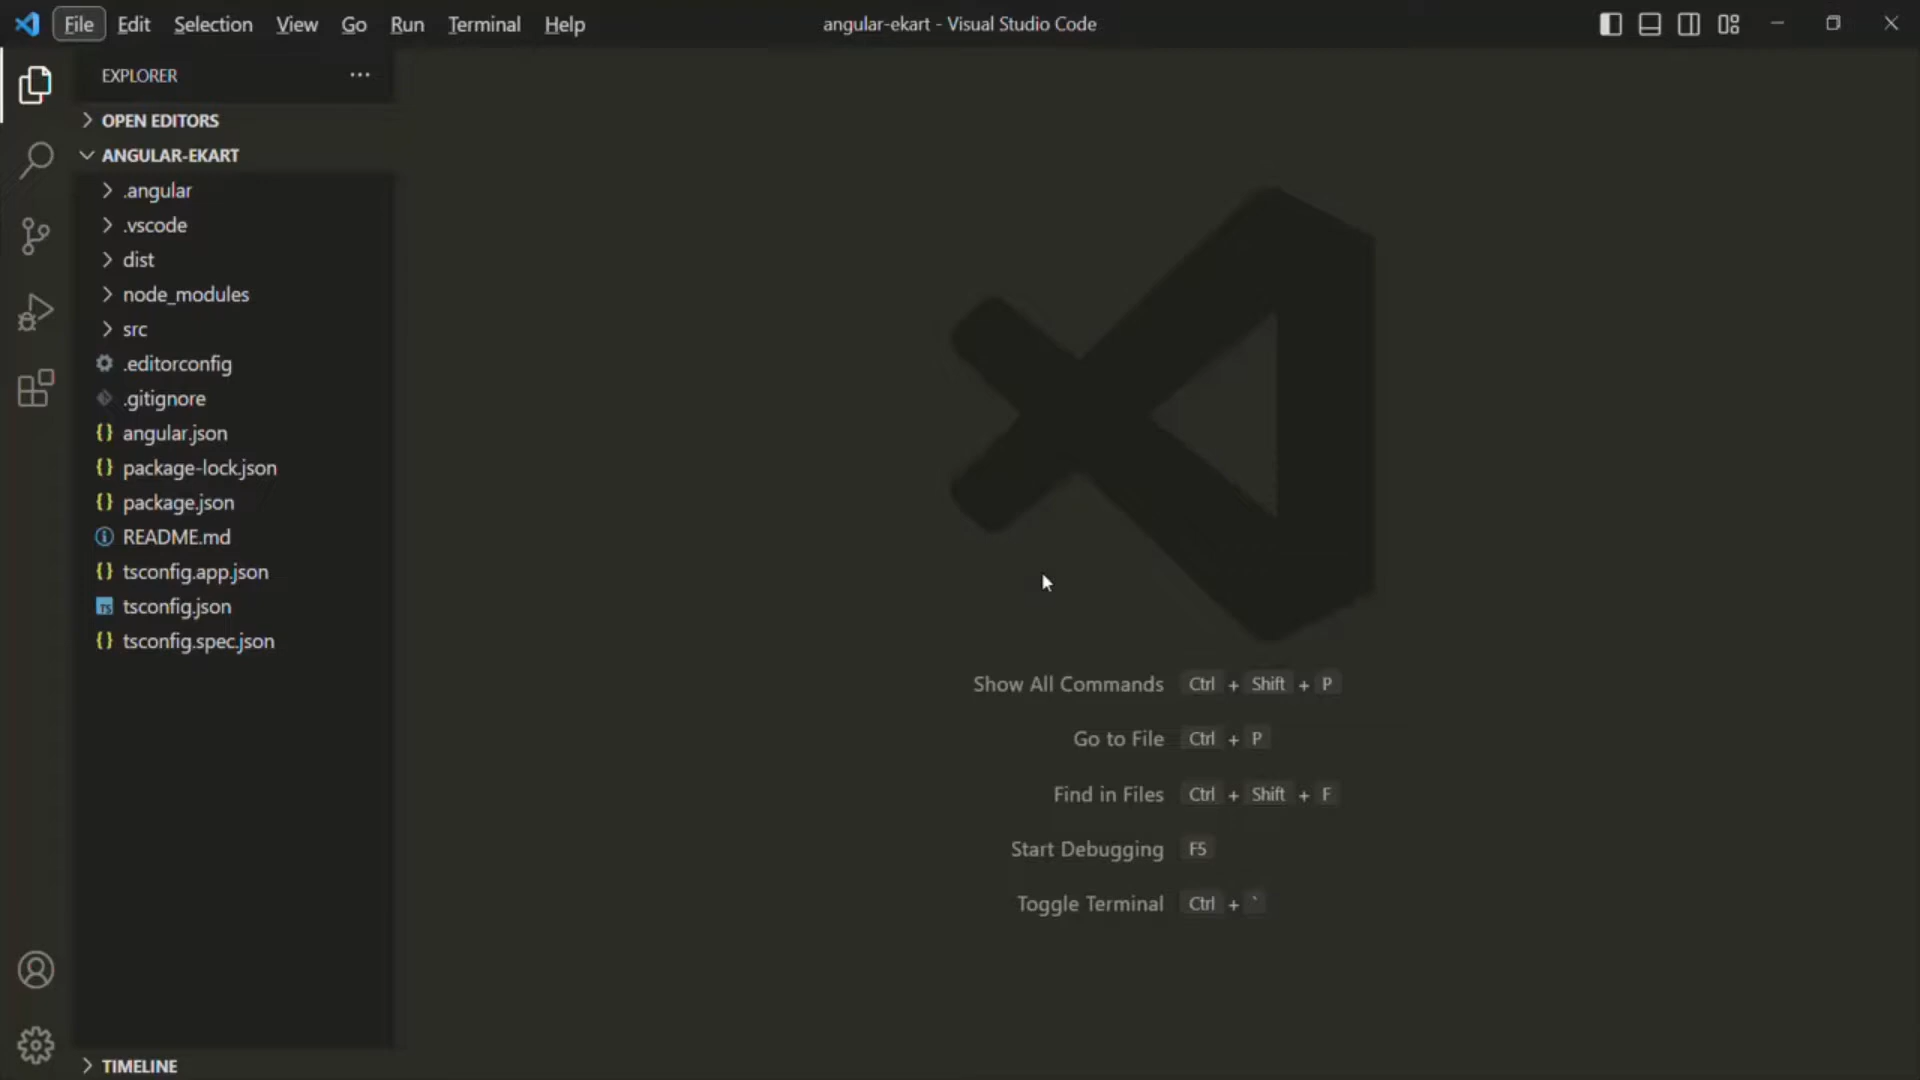 File Edit Selection View Go Run Terminal Help angular-ekart - Visual Studio Code
EXPLORER
OPEN EDITORS
ANGULAR-EKART
.angular
.vscode
dist
node_modules
src
.editorconfig
.gitignore
angular.json
package-lock.json
package.json
README.md
tsconfig.app.json
TS tsconfig.json
tsconfig.spec.json
TIMELINE
Show All Commands Ctrl + Shift + P
Go to File Ctrl + P
Find in Files Ctrl + Shift + F
Start Debugging F5
Toggle Terminal Ctrl + `